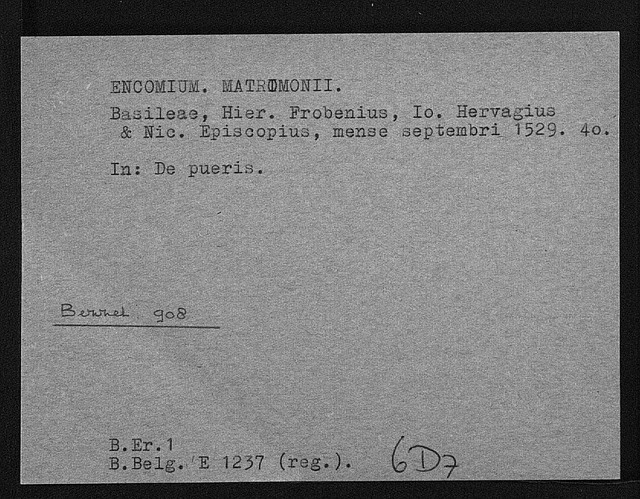 ENCOMIUM. MATRIMONII.
Basileae, Hier. Frobenius, Io. Hervagius
& Nic. Episcopius, mense septembri 1529. 4o.
In: De pueris.
Bennet 908
B.Er.1
B.Belg. E 1237 (reg.).
6D7